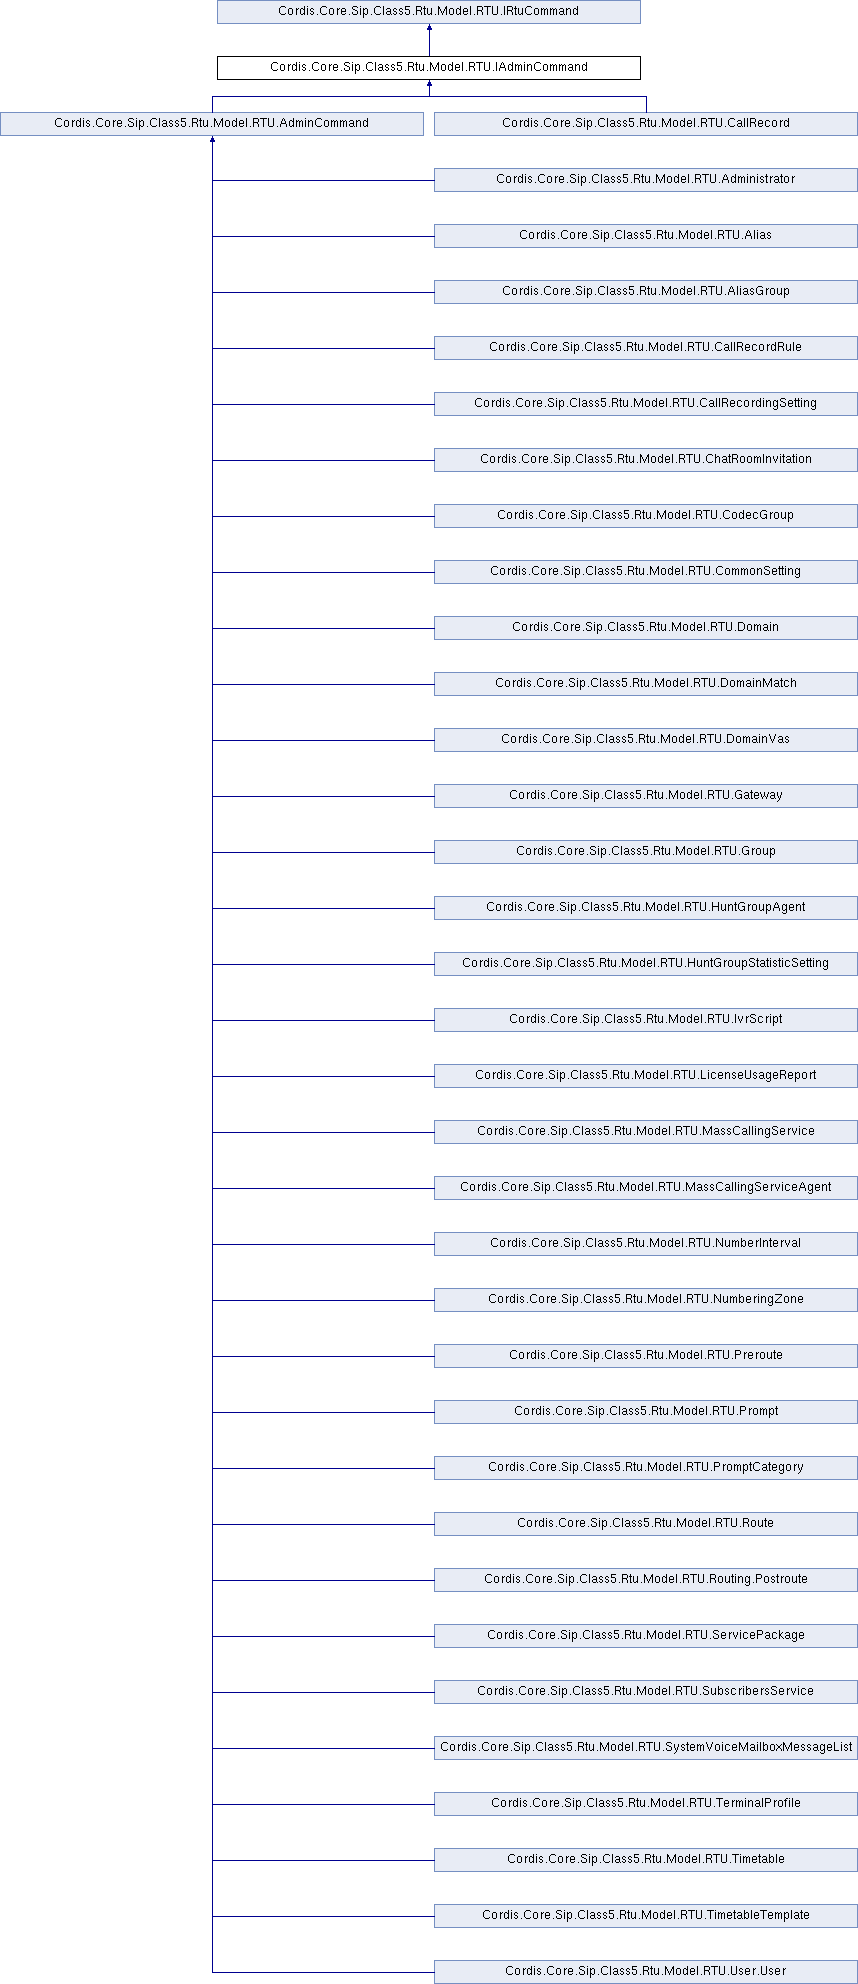 Cordis.Core.Sip.Class5.Rtu.Model.RTU.IRtuCommand
Cordis.Core.Sip.Class5.Rtu.Model.RTU.IAdminCommand
Cordis.Core.Sip.Class5.Rtu.Model.RTU.AdminCommand
Cordis.Core.Sip.Class5.Rtu.Model.RTU.CallRecord
Cordis.Core.Sip.Class5.Rtu.Model.RTU.Administrator
Cordis.Core.Sip.Class5.Rtu.Model.RTU.Alias
Cordis.Core.Sip.Class5.Rtu.Model.RTU.AliasGroup
Cordis.Core.Sip.Class5.Rtu.Model.RTU.CallRecordRule
Cordis.Core.Sip.Class5.Rtu.Model.RTU.CallRecordingSetting
Cordis.Core.Sip.Class5.Rtu.Model.RTU.ChatRoomInvitation
Cordis.Core.Sip.Class5.Rtu.Model.RTU.CodecGroup
Cordis.Core.Sip.Class5.Rtu.Model.RTU.CommonSetting
Cordis.Core.Sip.Class5.Rtu.Model.RTU.Domain
Cordis.Core.Sip.Class5.Rtu.Model.RTU.DomainMatch
Cordis.Core.Sip.Class5.Rtu.Model.RTU.DomainVas
Cordis.Core.Sip.Class5.Rtu.Model.RTU.Gateway
Cordis.Core.Sip.Class5.Rtu.Model.RTU.Group
Cordis.Core.Sip.Class5.Rtu.Model.RTU.HuntGroupAgent
Cordis.Core.Sip.Class5.Rtu.Model.RTU.HuntGroupStatisticSetting
Cordis.Core.Sip.Class5.Rtu.Model.RTU.IvrScript
Cordis.Core.Sip.Class5.Rtu.Model.RTU.LicenseUsageReport
Cordis.Core.Sip.Class5.Rtu.Model.RTU.MassCallingService
Cordis.Core.Sip.Class5.Rtu.Model.RTU.MassCallingServiceAgent
Cordis.Core.Sip.Class5.Rtu.Model.RTU.NumberInterval
Cordis.Core.Sip.Class5.Rtu.Model.RTU.NumberingZone
Cordis.Core.Sip.Class5.Rtu.Model.RTU.Preroute
Cordis.Core.Sip.Class5.Rtu.Model.RTU.Prompt
Cordis.Core.Sip.Class5.Rtu.Model.RTU.PromptCategory
Cordis.Core.Sip.Class5.Rtu.Model.RTU.Route
Cordis.Core.Sip.Class5.Rtu.Model.RTU.Routing.Postroute
Cordis.Core.Sip.Class5.Rtu.Model.RTU.ServicePackage
Cordis.Core.Sip.Class5.Rtu.Model.RTU.SubscribersService
Cordis.Core.Sip.Class5.Rtu.Model.RTU.SystemVoiceMailboxMessageList
Cordis.Core.Sip.Class5.Rtu.Model.RTU.TerminalProfile
Cordis.Core.Sip.Class5.Rtu.Model.RTU.Timetable
Cordis.Core.Sip.Class5.Rtu.Model.RTU.TimetableTemplate
Cordis.Core.Sip.Class5.Rtu.Model.RTU.User.User